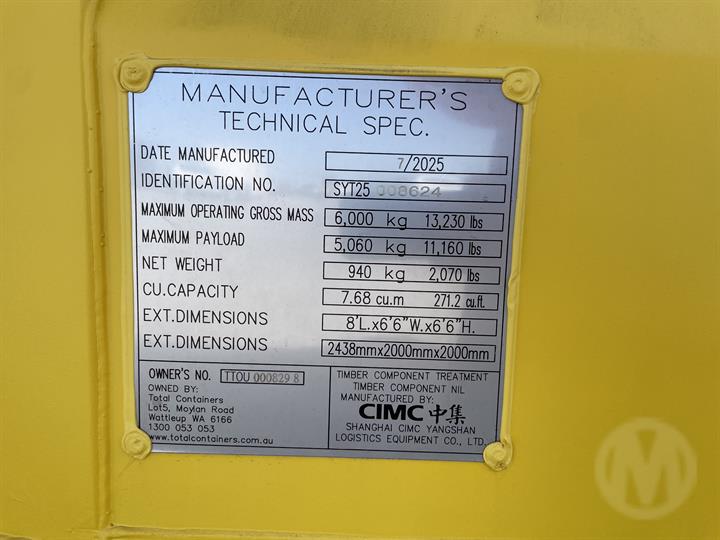 MANUFACTURER'S
TECHNICAL SPEC.
DATE MANUFACTURED 7/2025
IDENTIFICATION NO. SYT25 008624
MAXIMUM OPERATING GROSS MASS 6,000 kg 13,230 lbs
MAXIMUM PAYLOAD 5,060 kg 11,160 lbs
NET WEIGHT 940 kg 2,070 lbs
CU.CAPACITY 7.68 cu.m 271.2 cu.ft.
EXT.DIMENSIONS 8'L.x6'6"W.x6'6"H.
EXT.DIMENSIONS 2438mmx2000mmx2000mm
OWNER'S NO. TTOU 000829 8
OWNED BY:
Total Containers
Lot5, Moylan Road
Wattleup WA 6166
1300 053 053
www.totalcontainers.com.au
TIMBER COMPONENT TREATMENT
TIMBER COMPONENT NIL
MANUFACTURED BY:
CIMC 中集
SHANGHAI CIMC YANGSHAN
LOGISTICS EQUIPMENT CO., LTD.
M